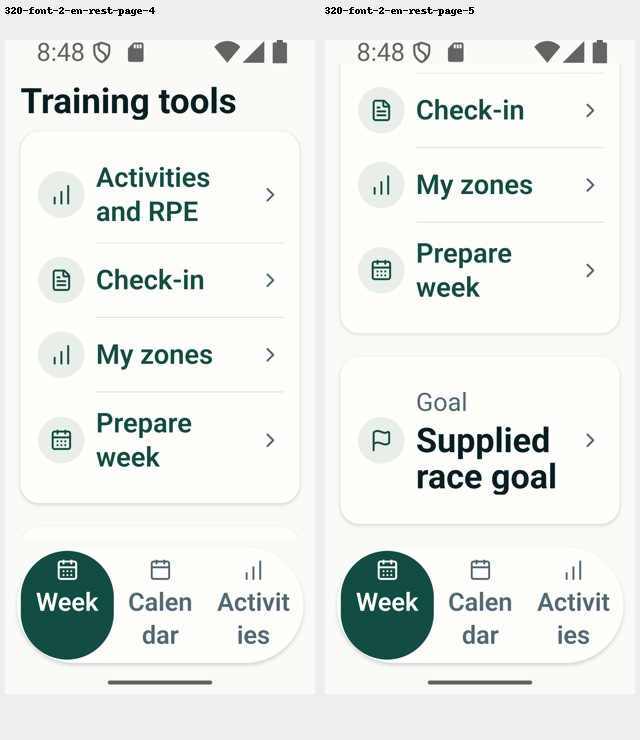 320-font-2-en-rest-page-4
8:48
Training tools
Activities
and RPE
Check-in
My zones
Prepare
week
Week
Calen
dar
Activit
ies
320-font-2-en-rest-page-5
8:48
Check-in
My zones
Prepare
week
Goal
Supplied
race goal
Week
Calen
dar
Activit
ies